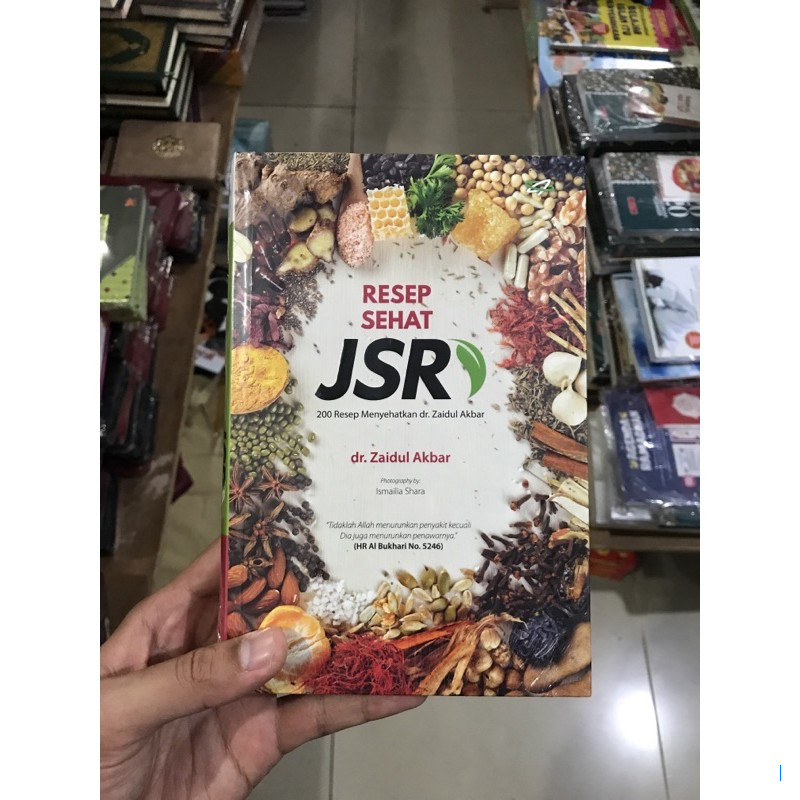 RESEP
SEHAT
JSR
200 Resep Menyehatkan dr. Zaidul Akbar
dr. Zaidul Akbar
Photography by
Ismailia Shara
"Tidaklah Allah menurunkan penyakit kecuali
Dia juga menurunkan penawarnya."
(HR Al Bukhari No. 5246)